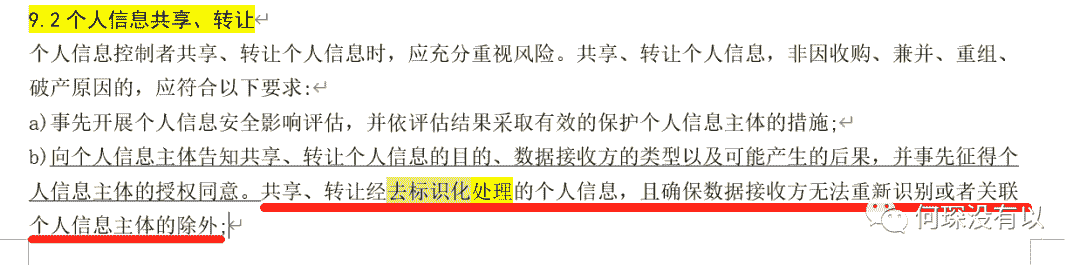 9.2个人信息共享、转让
个人信息控制者共享、转让个人信息时，应充分重视风险。共享、转让个人信息，非因收购、兼并、重组、
破产原因的，应符合以下要求:
a)事先开展个人信息安全影响评估，并依评估结果采取有效的保护个人信息主体的措施;
b)向个人信息主体告知共享、转让个人信息的目的、数据接收方的类型以及可能产生的后果，并事先征得个
人信息主体的授权同意。共享、转让经去标识化处理的个人信息，且确保数据接收方无法重新识别或者关联
个人信息主体的除外;
何琛没有以